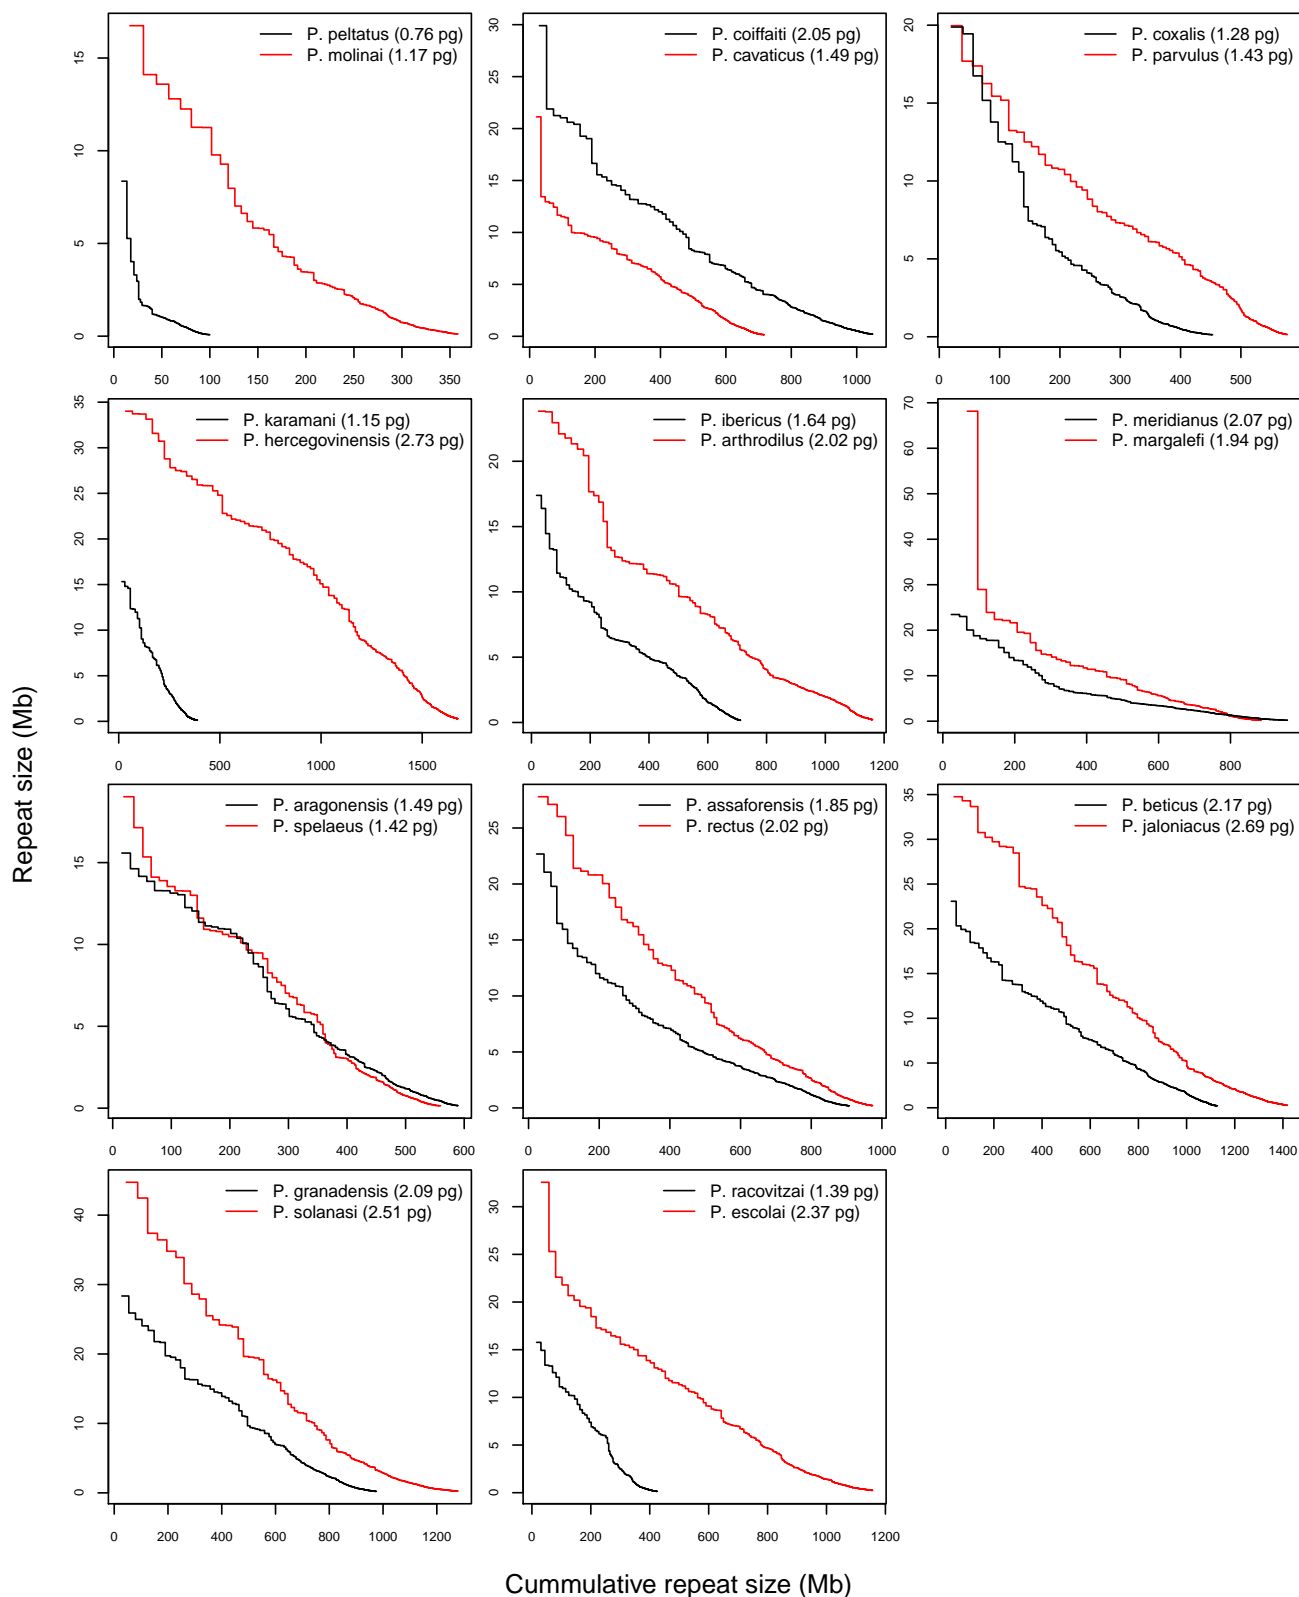 P. peltatus (0.76 pg)
P. molinai (1.17 pg)
0 5 10 15
0 50 100 150 200 250 300 350
P. coiffaiti (2.05 pg)
P. cavaticus (1.49 pg)
0 5 10 15 20 25 30
0 200 400 600 800 1000
P. coxalis (1.28 pg)
P. parvulus (1.43 pg)
0 5 10 15 20
0 100 200 300 400 500
P. karamani (1.15 pg)
P. hercegovinensis (2.73 pg)
0 5 10 15 20 25 30 35
0 500 1000 1500
P. ibericus (1.64 pg)
P. arthrodilus (2.02 pg)
0 5 10 15 20
0 200 400 600 800 1000 1200
P. meridianus (2.07 pg)
P. margalefi (1.94 pg)
0 10 20 30 40 50 60 70
0 200 400 600 800
P. aragonensis (1.49 pg)
P. spelaeus (1.42 pg)
0 5 10 15
0 100 200 300 400 500 600
P. assaforensis (1.85 pg)
P. rectus (2.02 pg)
0 5 10 15 20 25
0 200 400 600 800 1000
P. beticus (2.17 pg)
P. jaloniacus (2.69 pg)
0 5 10 15 20 25 30 35
0 200 400 600 800 1000 1200 1400
P. granadensis (2.09 pg)
P. solanasi (2.51 pg)
0 10 20 30 40
0 200 400 600 800 1000 1200
P. racovitzai (1.39 pg)
P. escolai (2.37 pg)
0 5 10 15 20 25 30
0 200 400 600 800 1000 1200
Repeat size (Mb)
Cummulative repeat size (Mb)